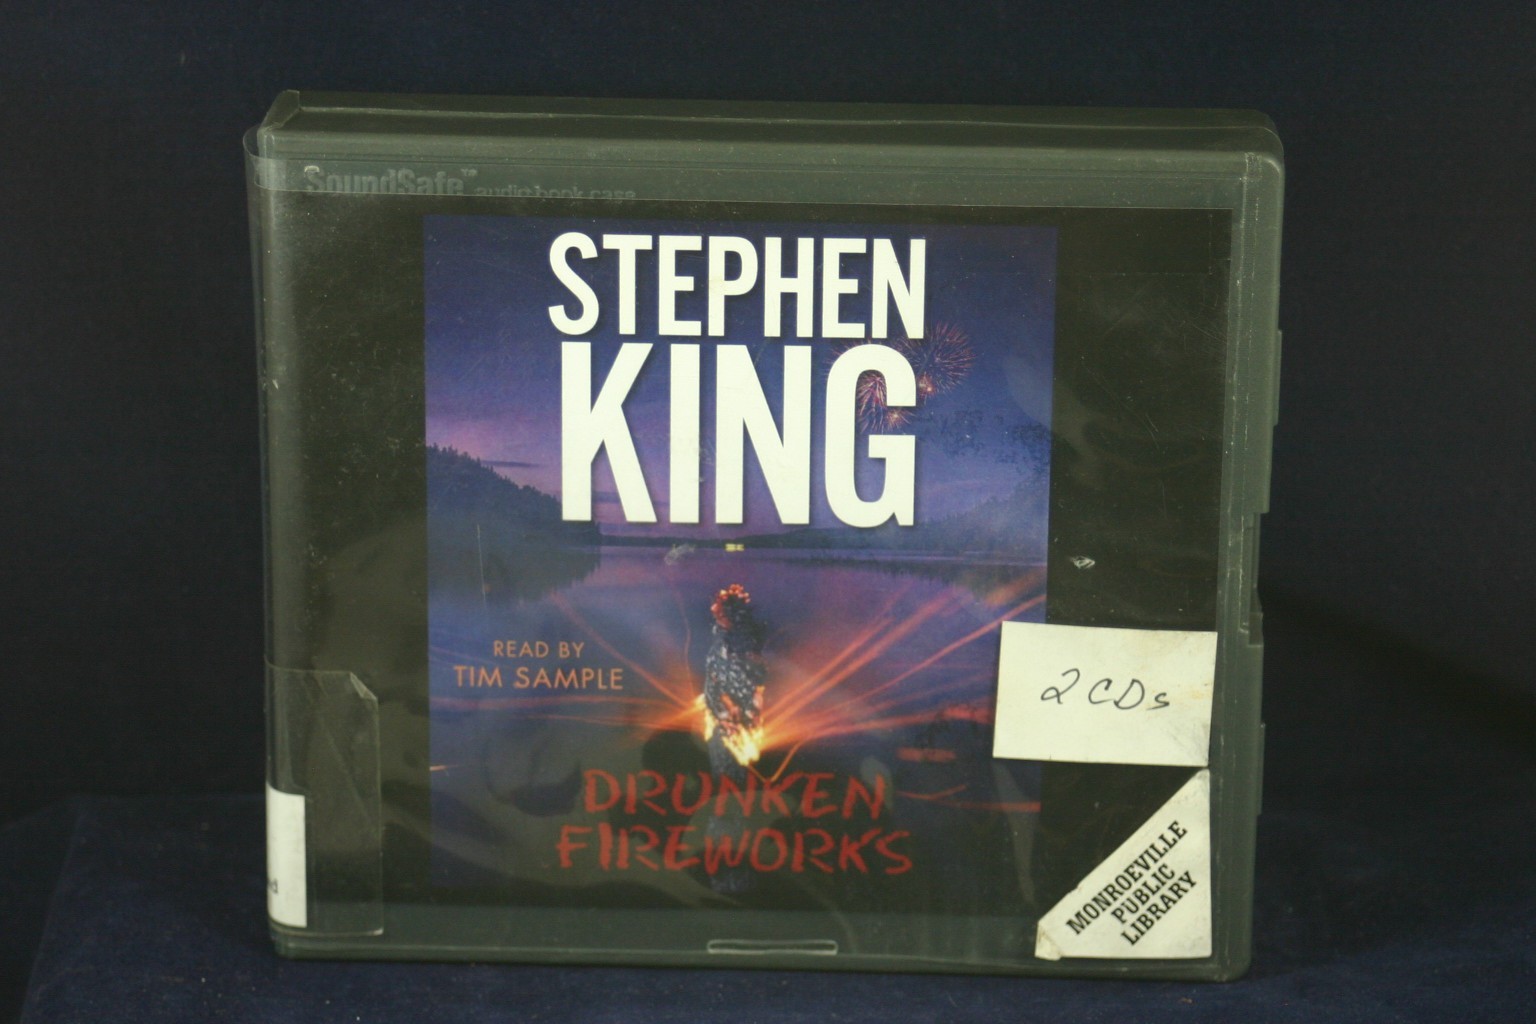 SoundSafe™ audio book case
STEPHEN
KING
READ BY
TIM SAMPLE
2 CDs
DRUNKEN
FIREWORKS
MONROEVILLE
PUBLIC
LIBRARY